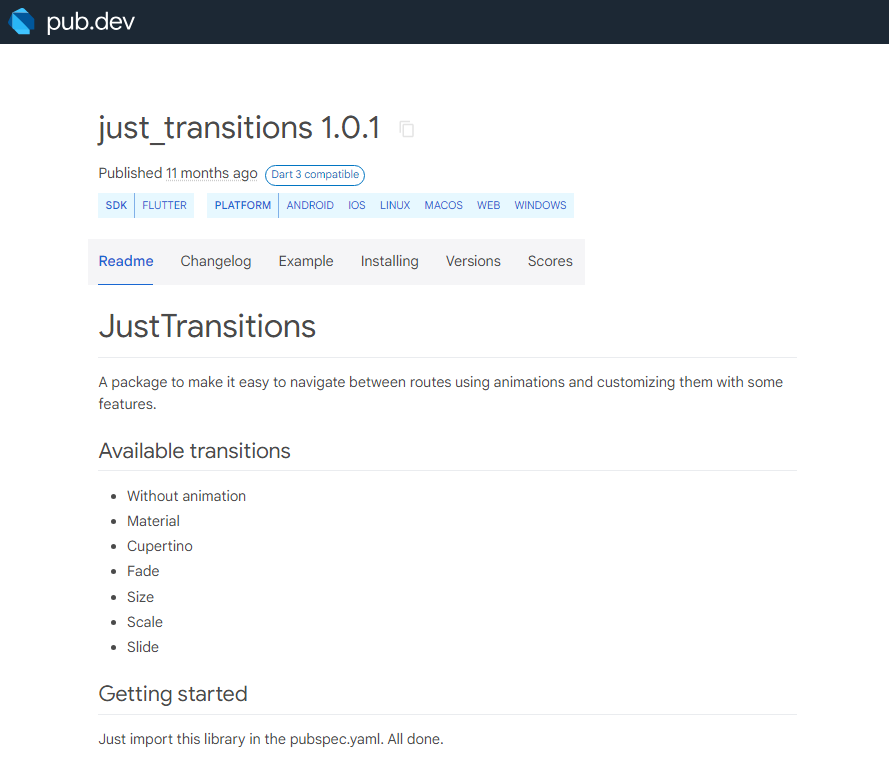 pub.dev
just_transitions 1.0.1
Published 11 months ago Dart 3 compatible
SDK FLUTTER PLATFORM ANDROID IOS LINUX MACOS WEB WINDOWS
Readme Changelog Example Installing Versions Scores
JustTransitions
A package to make it easy to navigate between routes using animations and customizing them with some
features.
Available transitions
Without animation
Material
Cupertino
Fade
Size
Scale
Slide
Getting started
Just import this library in the pubspec.yaml. All done.